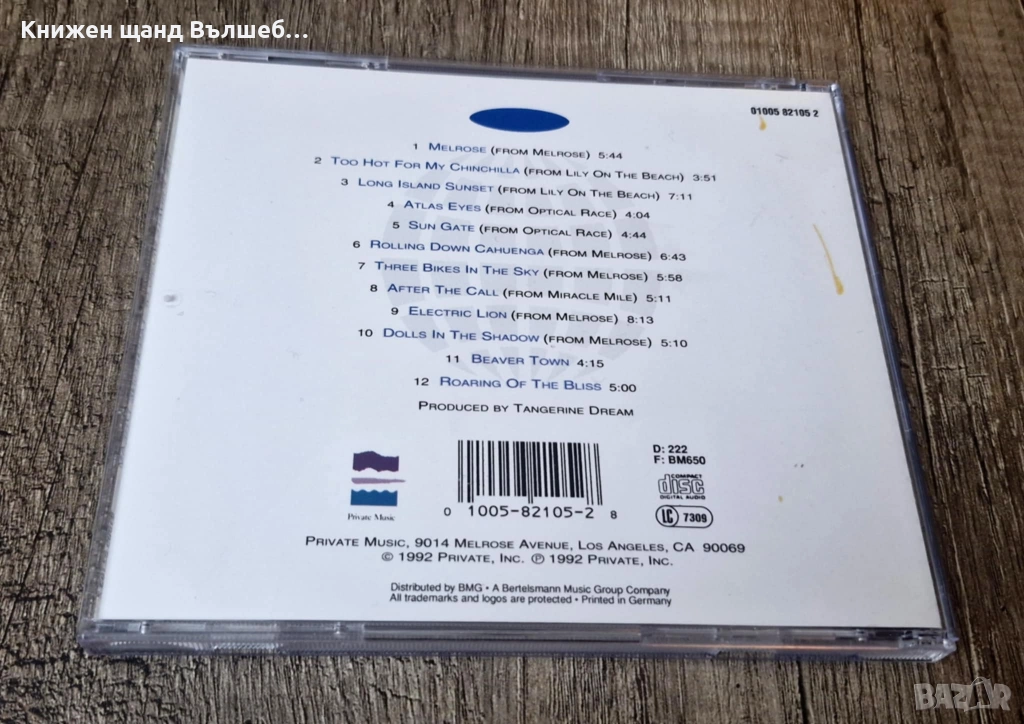 Книжен щанд Вълшеб...
01005 82105 2
1 MELROSE (FROM MELROSE) 5:44
2 TOO HOT FOR MY CHINCHILLA (FROM LILY ON THE BEACH) 3:51
3 LONG ISLAND SUNSET (FROM LILY ON THE BEACH) 7:11
4 ATLAS EYES (FROM OPTICAL RACE) 4:04
5 SUN GATE (FROM OPTICAL RACE) 4:44
6 ROLLING DOWN CAHUENGA (FROM MELROSE) 6:43
7 THREE BIKES IN THE SKY (FROM MELROSE) 5:58
8 AFTER THE CALL (FROM MIRACLE MILE) 5:11
9 ELECTRIC LION (FROM MELROSE) 8:13
10 DOLLS IN THE SHADOW (FROM MELROSE) 5:10
11 BEAVER TOWN 4:15
12 ROARING OF THE BLISS 5:00
PRODUCED BY TANGERINE DREAM
D: 222
F: BM650
COMPACT
disc
DIGITAL AUDIO
LC 7309
Private Music
0 1005-82105-2 8
PRIVATE MUSIC, 9014 MELROSE AVENUE, LOS ANGELES, CA 90069
© 1992 PRIVATE, INC. ℗ 1992 PRIVATE, INC.
Distributed by BMG • A Bertelsmann Music Group Company
All trademarks and logos are protected • Printed in Germany
BAZAR